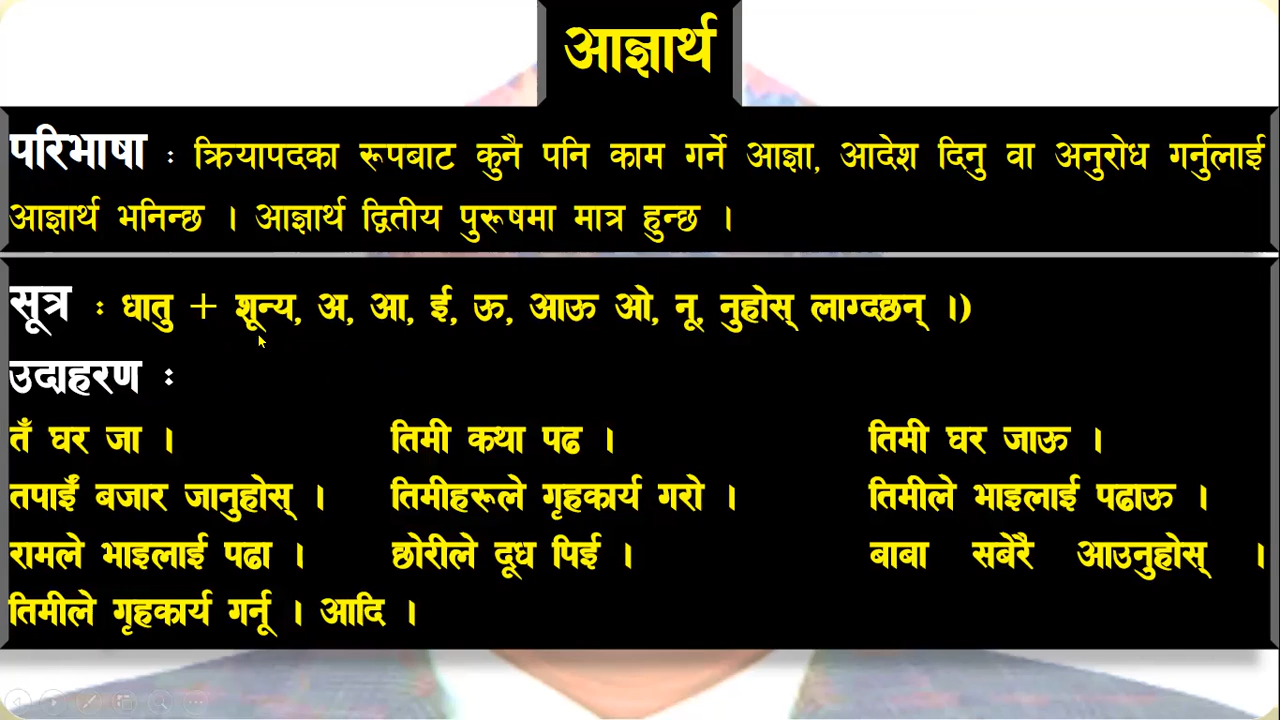 आज्ञार्थ
परिभाषा : क्रियापदका रूपबाट कुनै पनि काम गर्ने आज्ञा, आदेश दिनु वा अनुरोध गर्नुलाई
आज्ञार्थ भनिन्छ । आज्ञार्थ द्वितीय पुरूषमा मात्र हुन्छ ।
सूत्र : धातु + शून्य, अ, आ, ई, ऊ, आऊ ओ, नू, नुहोस् लाग्दछन् ।)
उदाहरण :
तँ घर जा । तिमी कथा पढ । तिमी घर जाऊ ।
तपाईं बजार जानुहोस् । तिमीहरूले गृहकार्य गरो । तिमीले भाइलाई पढाऊ ।
रामले भाइलाई पढा । छोरीले दूध पिई । बाबा सबेरै आउनुहोस् ।
तिमीले गृहकार्य गर्नू । आदि ।